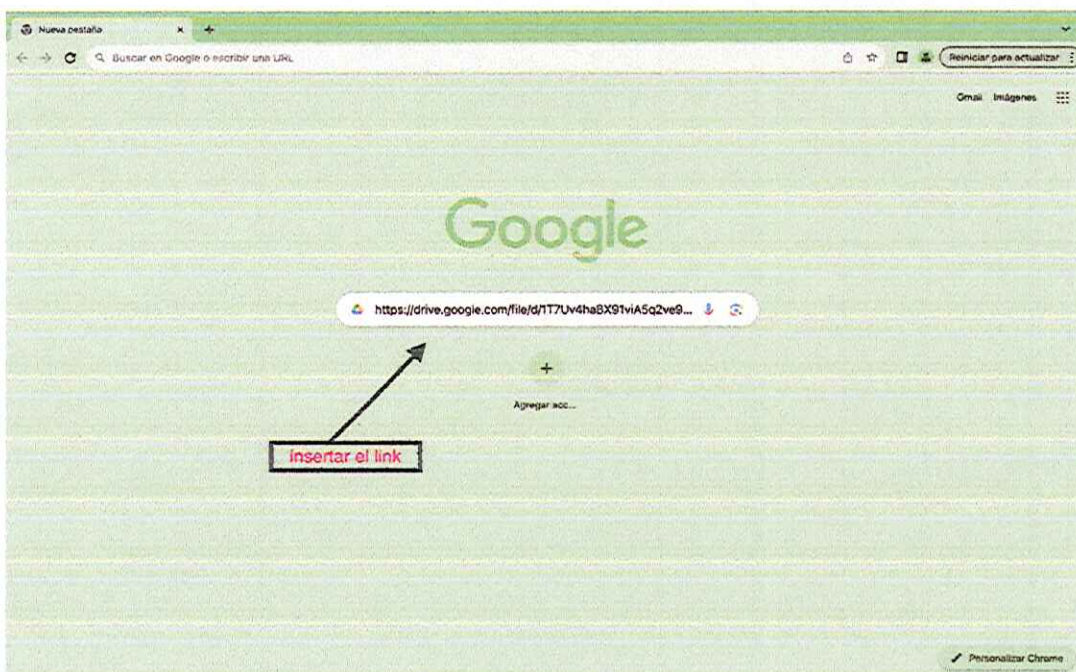 Nueva pestaña
Buscar en Google o escribir una URL
Reiniciar para actualizar
Gmail Imágenes
Google
https://drive.google.com/file/d/1T7Uv4haBX91viA5q2ve9...
Agregar acc...
insertar el link
Personalizar Chrome